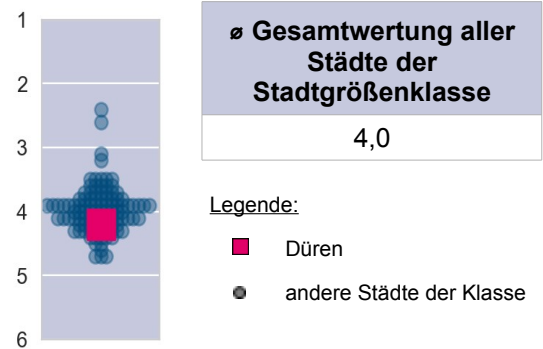 1
2
3
4
5
6
⌀ Gesamtwertung aller
Städte der
Stadtgrößenklasse
4,0
Legende:
Düren
andere Städte der Klasse